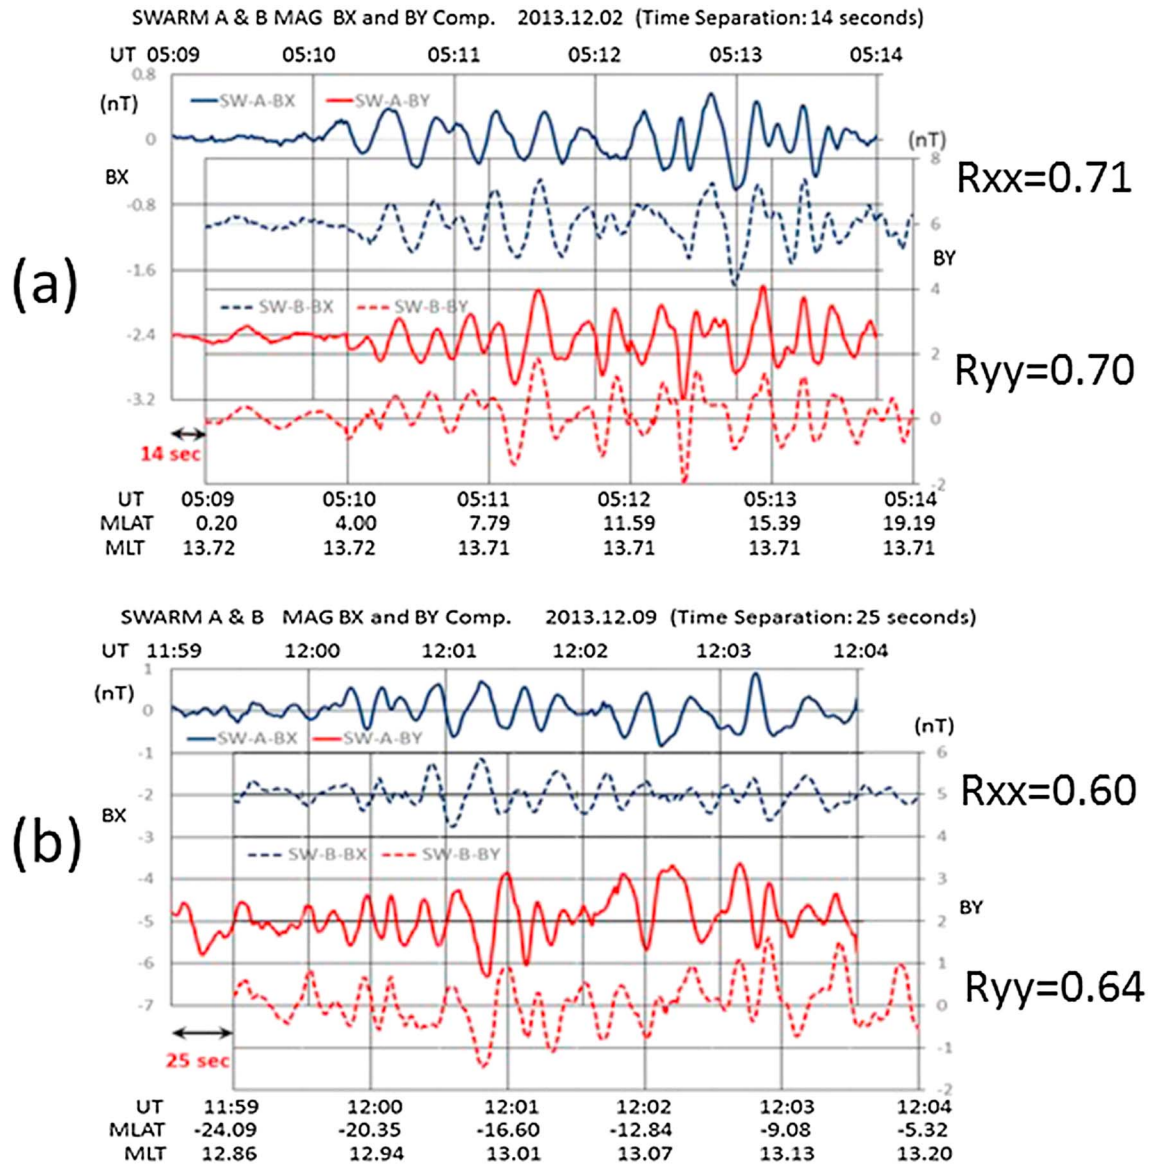 SWARM A & B MAG BX and BY Comp. 2013.12.02 (Time Separation: 14 seconds)
UT 05:09 05:10 05:11 05:12 05:13 05:14
0.8
(nT) SW-A-BX SW-A-BY
0 (nT)
8
BX Rxx=0.71
-0.8 6
BY
-1.6
(a) 4
SW-B-BX SW-B-BY
-2.4
2
Ryy=0.70
-3.2
0
14 sec
-2
UT 05:09 05:10 05:11 05:12 05:13 05:14
MLAT 0.20 4.00 7.79 11.59 15.39 19.19
MLT 13.72 13.72 13.71 13.71 13.71 13.71
SWARM A & B MAG BX and BY Comp. 2013.12.09 (Time Separation: 25 seconds)
UT 11:59 12:00 12:01 12:02 12:03 12:04
1
(nT)
0 (nT)
SW-A-BX SW-A-BY
-1 6
-2 5 Rxx=0.60
BX
-3 4
(b)
SW-B-BX SW-B-BY
-4 3
BY
-5 2
-6 1
Ryy=0.64
-7 0
-1
25 sec
-2
UT 11:59 12:00 12:01 12:02 12:03 12:04
MLAT -24.09 -20.35 -16.60 -12.84 -9.08 -5.32
MLT 12.86 12.94 13.01 13.07 13.13 13.20